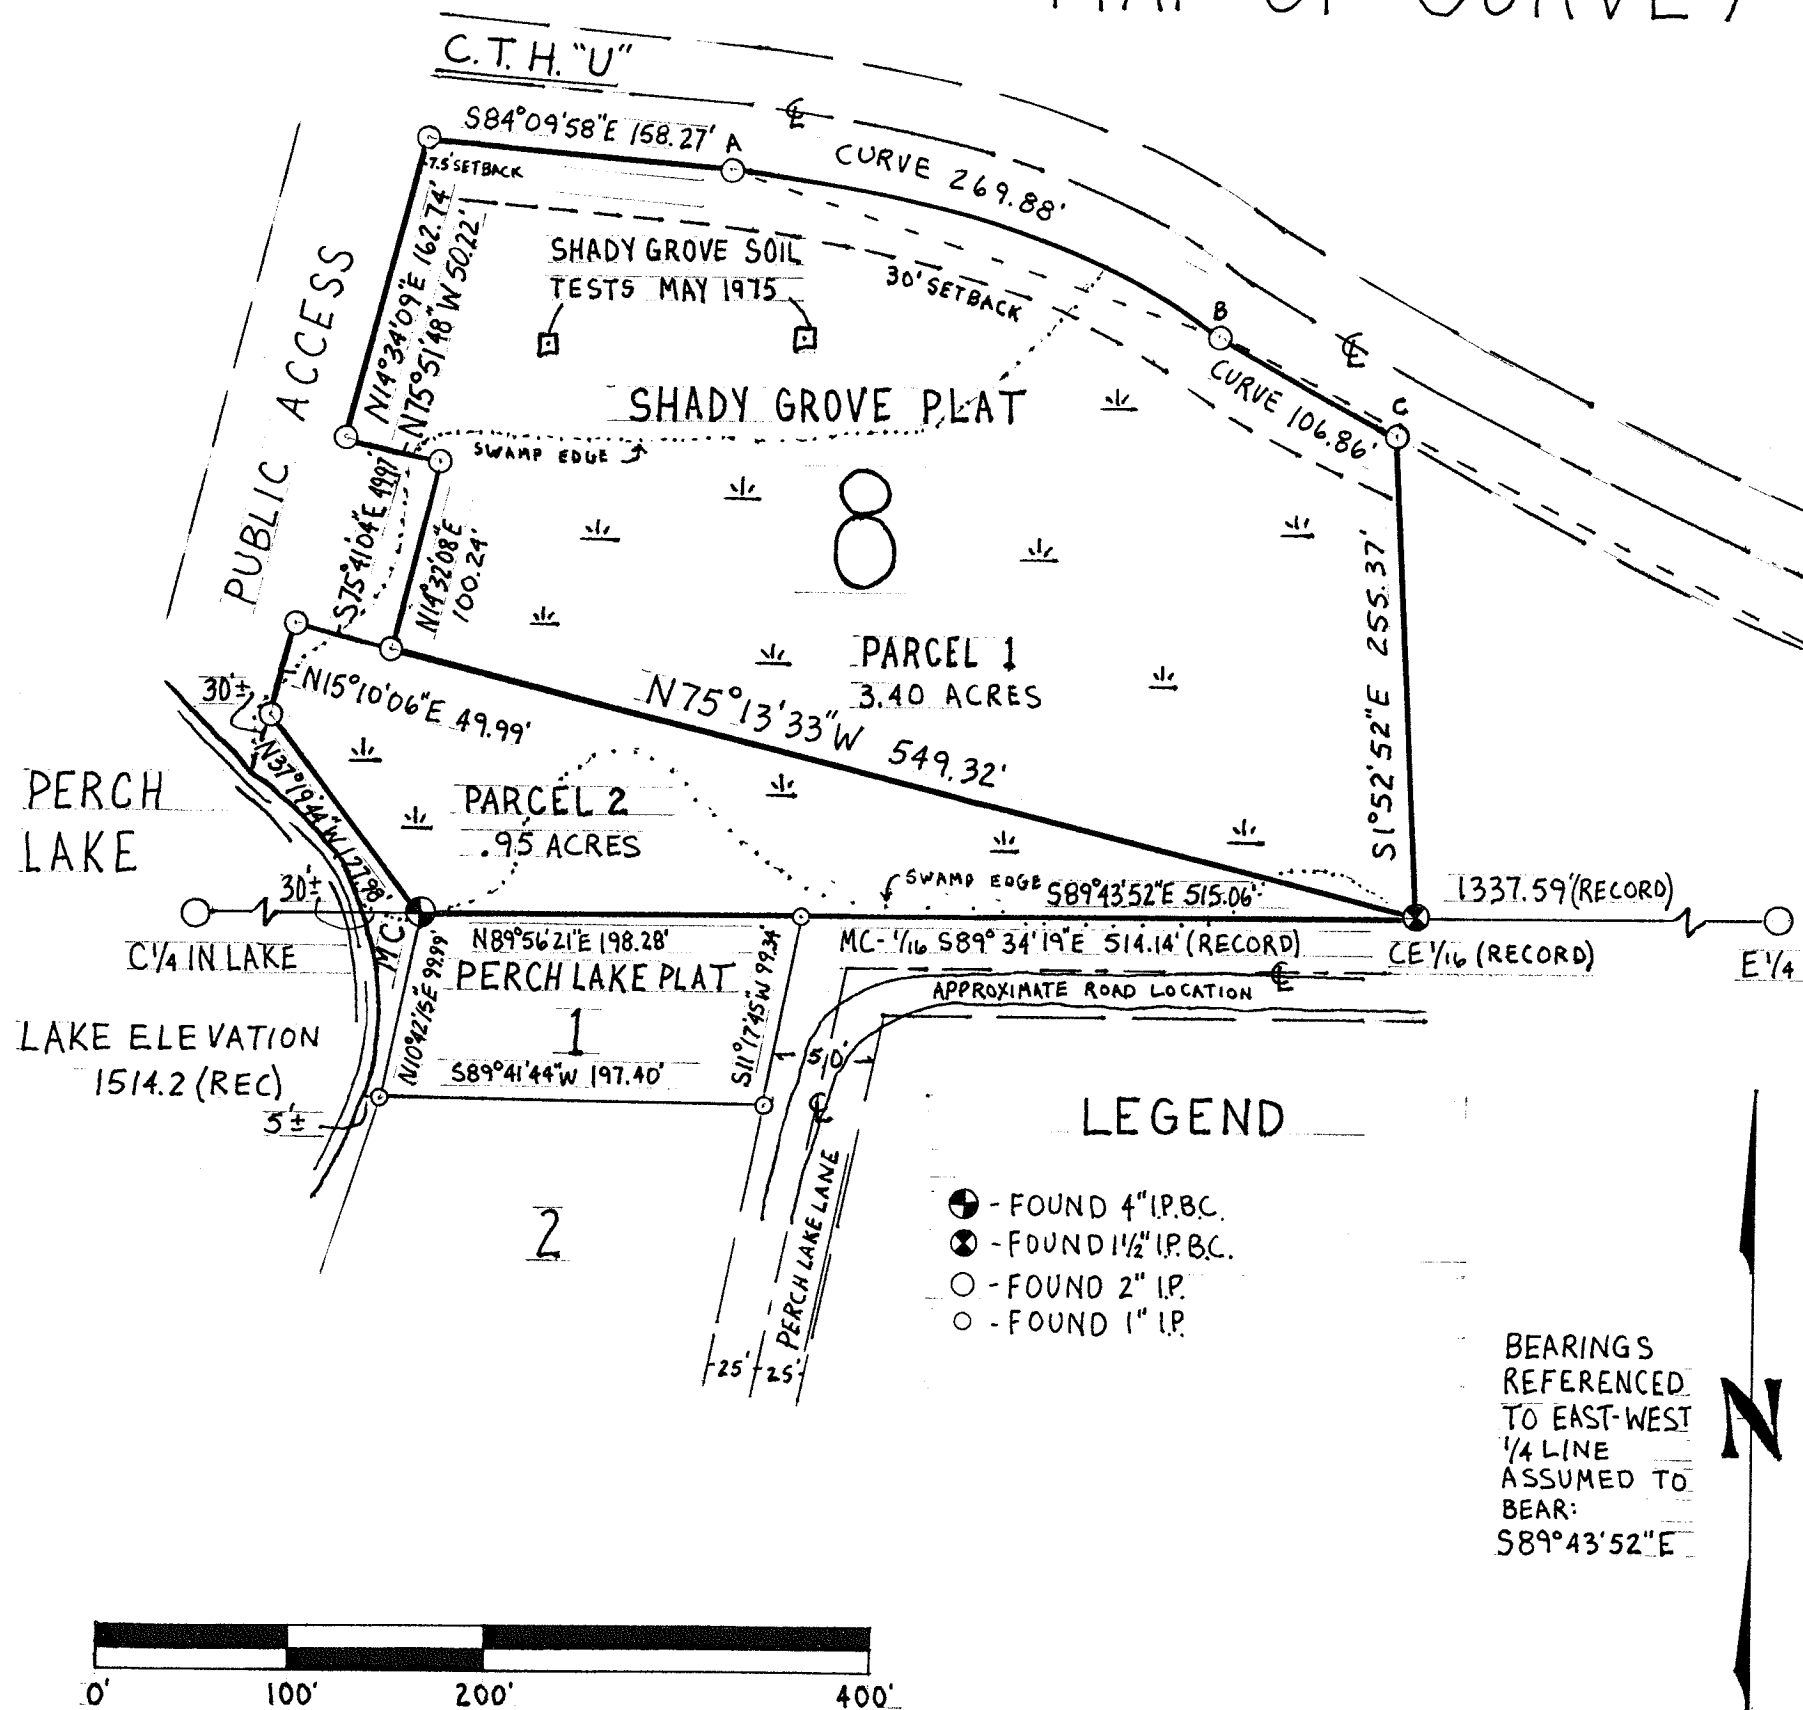 MAP OF SURVEY
C.T.H. "U"
S84°09'58"E 158.27'
A
℄
CURVE 269.88'
7.5' SETBACK
N14°34'09"E 162.74'
N75°51'48"W 50.22'
PUBLIC ACCESS
SHADY GROVE SOIL
TESTS MAY 1975
30' SETBACK
B
℄
CURVE 106.86'
C
SHADY GROVE PLAT
SWAMP EDGE
8
S75°41'04"E 49.97'
N14°32'08"E
100.24'
S1°52'52"E 255.37'
PARCEL 1
3.40 ACRES
30'±
N15°10'06"E 49.99'
N75°13'33"W 549.32'
PERCH
LAKE
N37°19'44"W 127.98'
PARCEL 2
.95 ACRES
30'±
SWAMP EDGE
S89°43'52"E 515.06'
1337.59'(RECORD)
MC
C1/4 IN LAKE
N89°56'21"E 198.28'
MC-1/16 S89°34'19"E 514.14' (RECORD)
CE 1/16 (RECORD)
E 1/4
N10°42'15"E 99.99'
PERCH LAKE PLAT
1
S11°17'45"W 99.34'
℄
APPROXIMATE ROAD LOCATION
LAKE ELEVATION
1514.2 (REC)
S89°41'44"W 197.40'
50'
5'±
℄
2
PERCH LAKE LANE
25' 25'
LEGEND
- FOUND 4" I.P.B.C.
- FOUND 1 1/2" I.P.B.C.
- FOUND 2" I.P.
- FOUND 1" I.P.
BEARINGS
REFERENCED
TO EAST-WEST
1/4 LINE
ASSUMED TO
BEAR:
S89°43'52"E
N
0' 100' 200' 400'